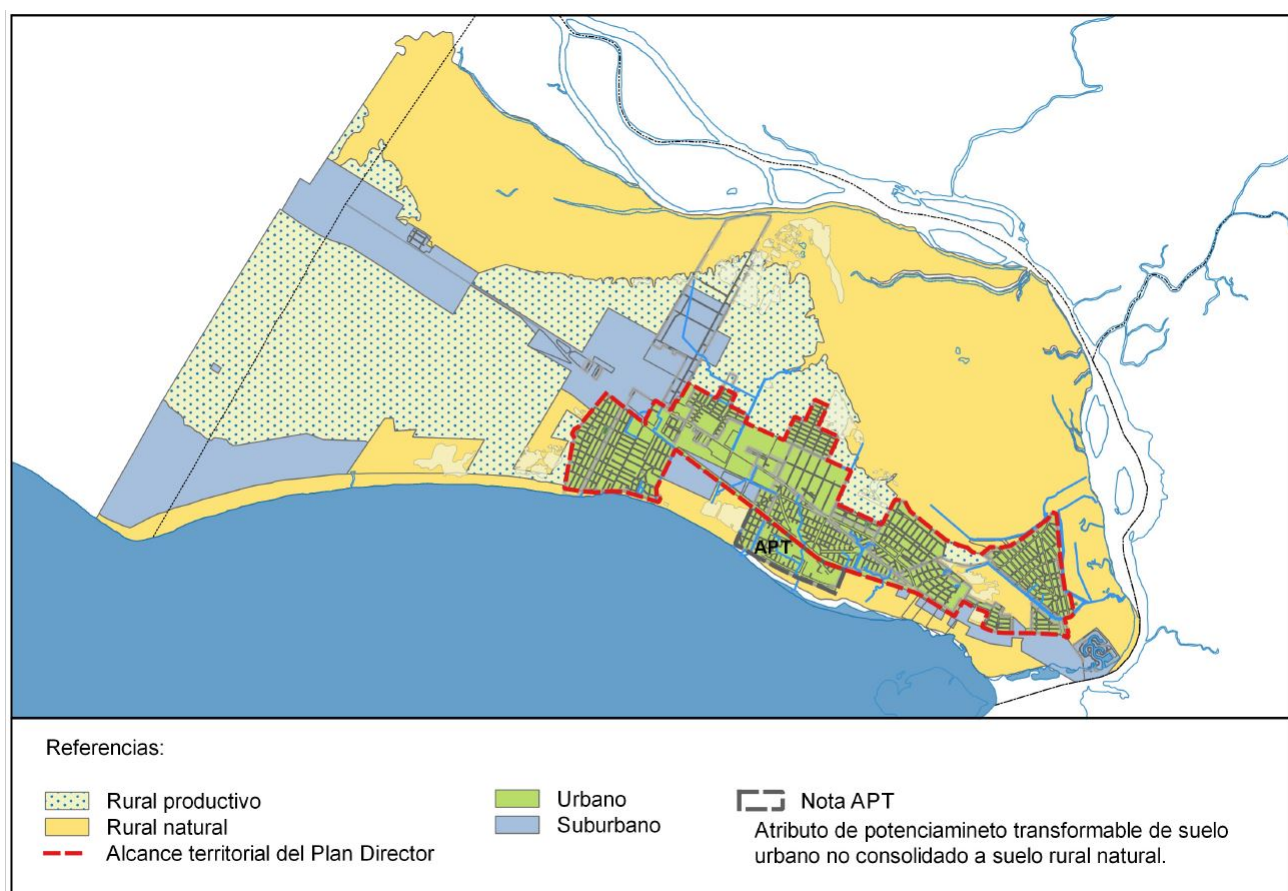 APT
Referencias:
Rural productivo
Rural natural
Alcance territorial del Plan Director
Urbano
Suburbano
Nota APT
Atributo de potenciamineto transformable de suelo
urbano no consolidado a suelo rural natural.